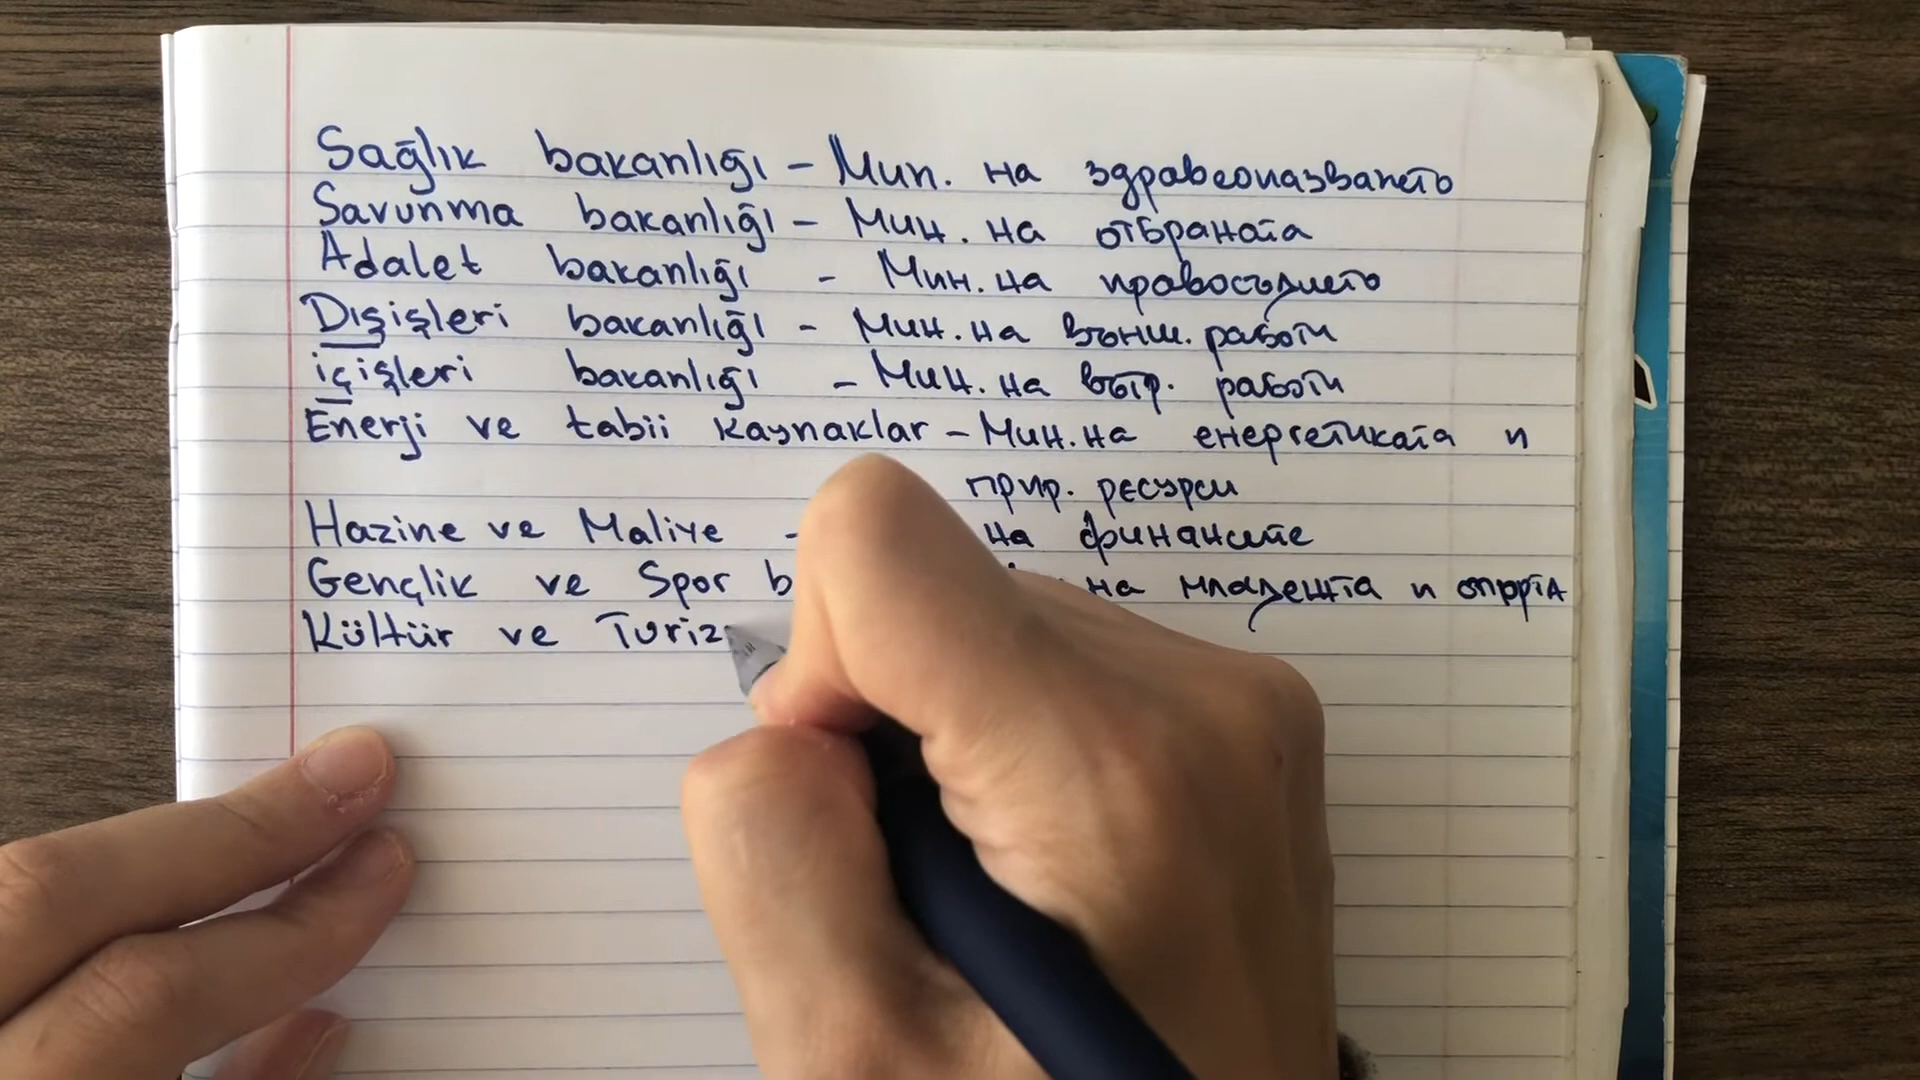 Sağlık bakanlığı – Мин. на здравеопазването
Savunma bakanlığı – Мин. на отбраната
Adalet bakanlığı - Мин. на правосъдието
Dışişleri bakanlığı - Мин. на външ. работи
içişleri bakanlığı - Мин. на вътр. работи
Enerji ve tabii kaynaklar – Мин. на енергетиката и
прир. ресурси
Hazine ve Maliye - на финансите
Gençlik ve Spor на младежта и спорта
Kültür ve Turiz